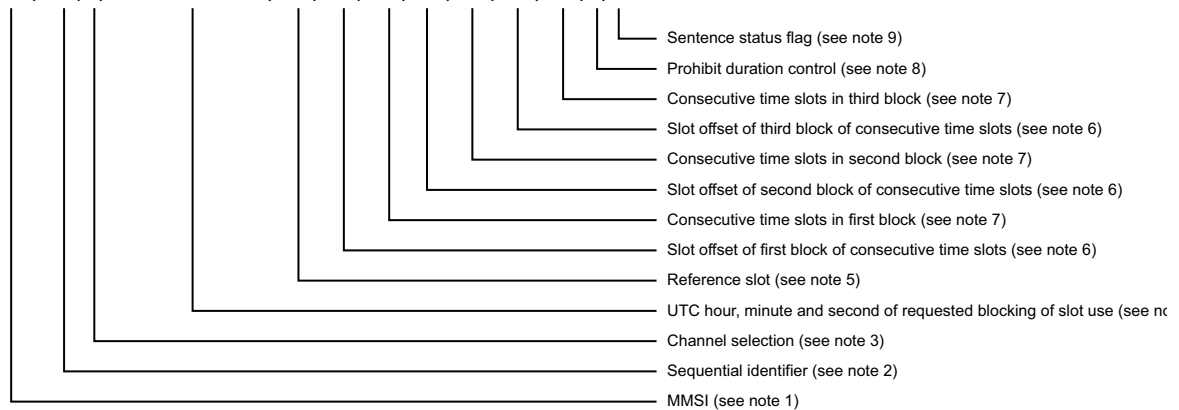 Sentence status flag (see note 9)
Prohibit duration control (see note 8)
Consecutive time slots in third block (see note 7)
Slot offset of third block of consecutive time slots (see note 6)
Consecutive time slots in second block (see note 7)
Slot offset of second block of consecutive time slots (see note 6)
Consecutive time slots in first block (see note 7)
Slot offset of first block of consecutive time slots (see note 6)
Reference slot (see note 5)
UTC hour, minute and second of requested blocking of slot use (see
Channel selection (see note 3)
Sequential identifier (see note 2)
MMSI (see note 1)